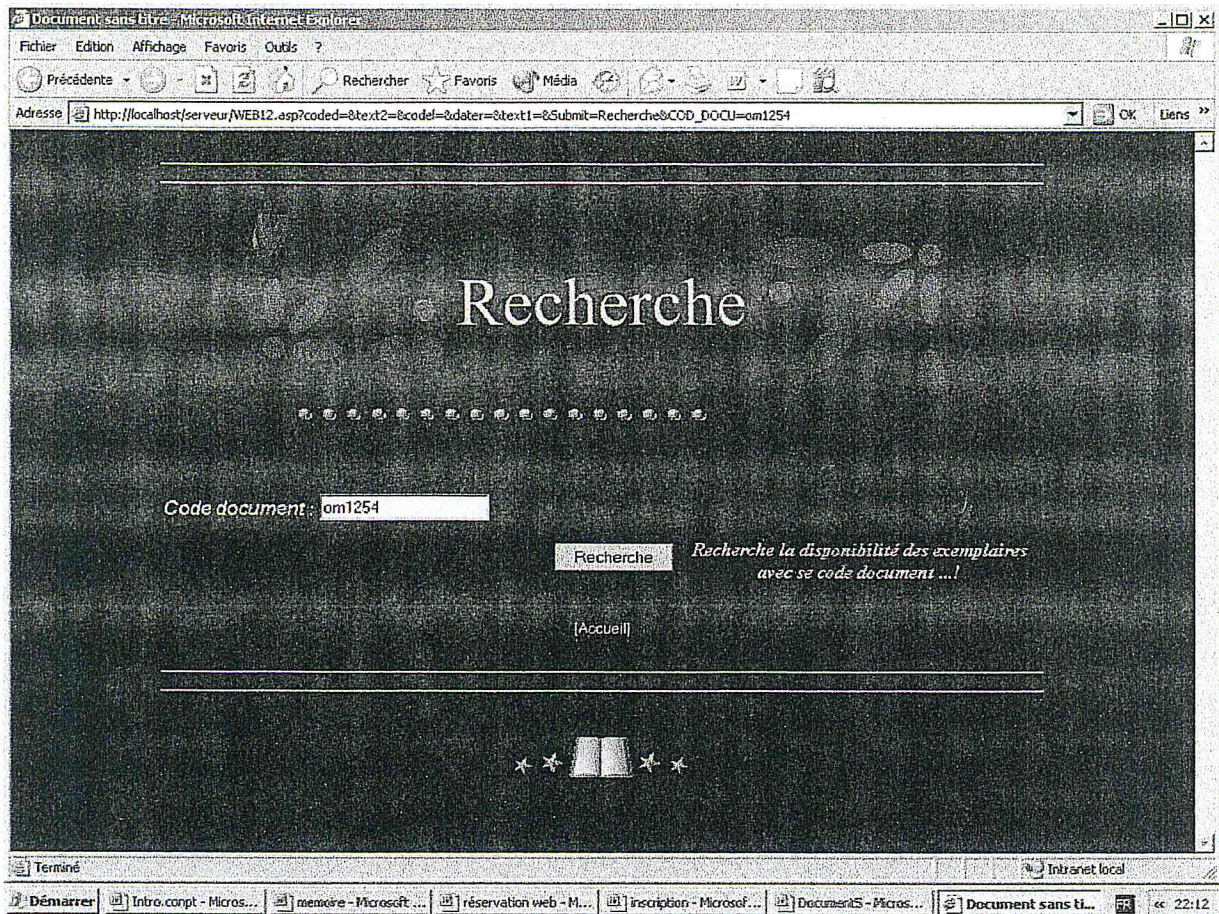 Document sans titre - Microsoft Internet Explorer
Fichier Edition Affichage Favoris Outils ?
Précédente Rechercher Favoris Média
Adresse http://localhost/serveur/WEB12.asp?coded=&text2=&codel=&dater=&text1=&Submit=Recherche&COD_DOCU=om1254 OK Liens »
Recherche
Code document : om1254
Recherche Recherche la disponibilité des exemplaires
avec se code document ...!
[Accueil]
Terminé Intranet local
Démarrer Intro.conpt - Micros... memoire - Microsoft ... réservation web - M... inscription - Microsof... Document5 - Micros... Document sans ti... FR « 22:12